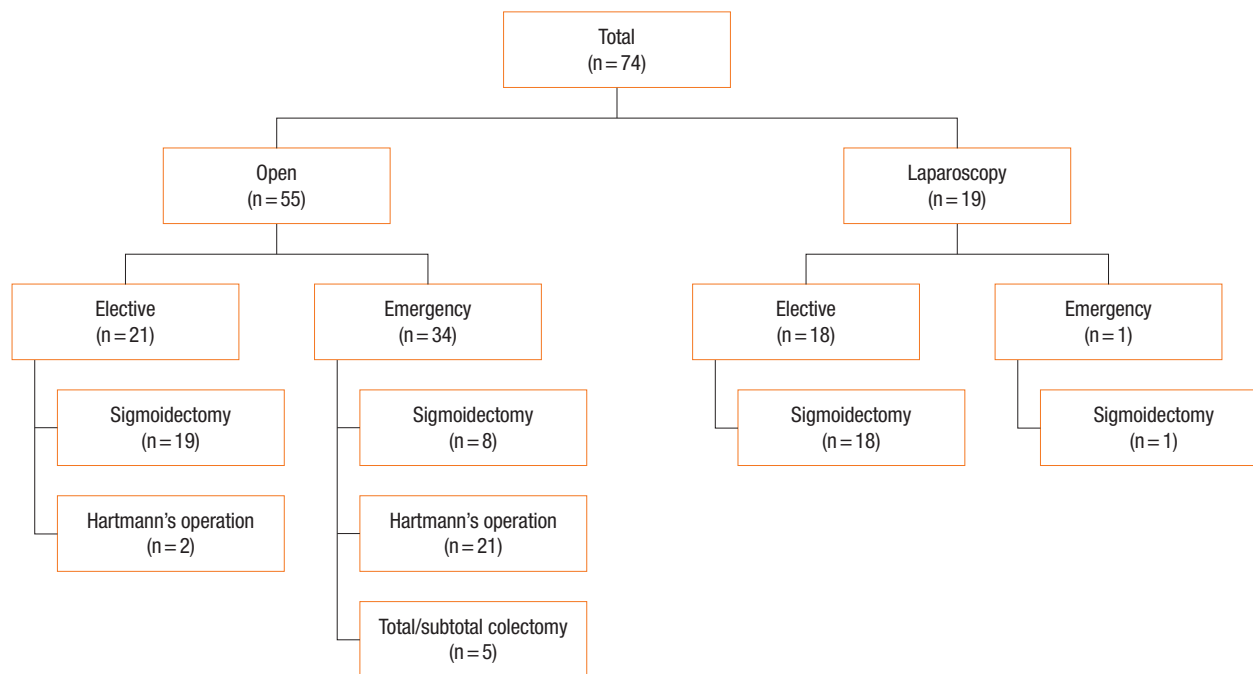 Total
(n = 74)
Open
(n = 55)
Laparoscopy
(n = 19)
Elective
(n = 21)
Emergency
(n = 34)
Elective
(n = 18)
Emergency
(n = 1)
Sigmoidectomy
(n = 19)
Sigmoidectomy
(n = 8)
Sigmoidectomy
(n = 18)
Sigmoidectomy
(n = 1)
Hartmann’s operation
(n = 2)
Hartmann’s operation
(n = 21)
Total/subtotal colectomy
(n = 5)